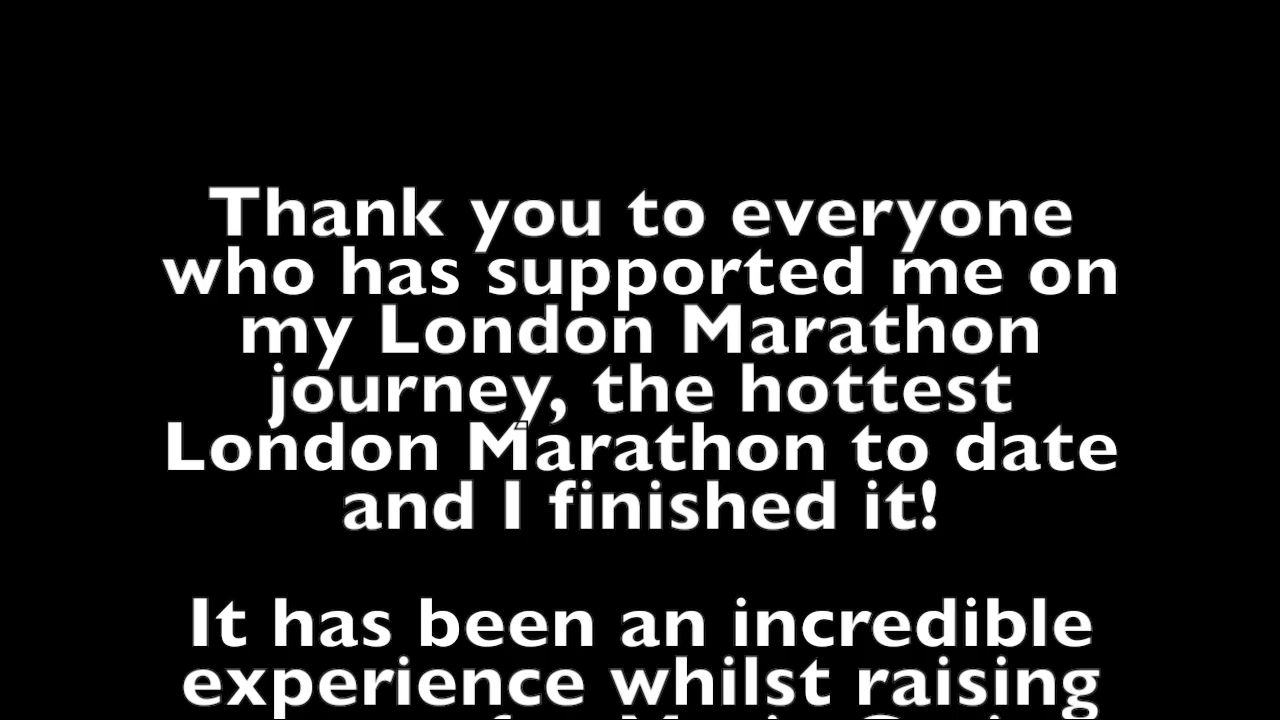 Thank you to everyone
who has supported me on
my London Marathon
journey, the hottest
London Marathon to date
and I finished it!
It has been an incredible
experience whilst raising